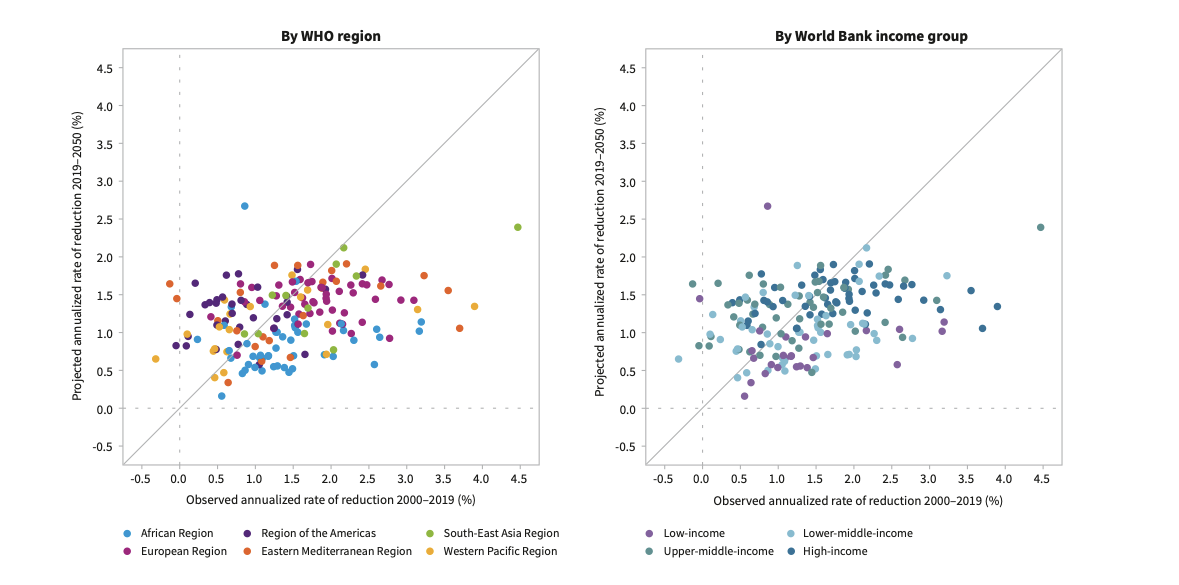 By WHO region
4.5
4.0
3.5
3.0
2.5
2.0
1.5
1.0
0.5
0.0
-0.5
Projected annualized rate of reduction 2019–2050 (%)
-0.5 0.0 0.5 1.0 1.5 2.0 2.5 3.0 3.5 4.0 4.5
Observed annualized rate of reduction 2000–2019 (%)
African Region Region of the Americas South-East Asia Region
European Region Eastern Mediterranean Region Western Pacific Region
By World Bank income group
4.5
4.0
3.5
3.0
2.5
2.0
1.5
1.0
0.5
0.0
-0.5
Projected annualized rate of reduction 2019–2050 (%)
-0.5 0.0 0.5 1.0 1.5 2.0 2.5 3.0 3.5 4.0 4.5
Observed annualized rate of reduction 2000–2019 (%)
Low-income Lower-middle-income
Upper-middle-income High-income